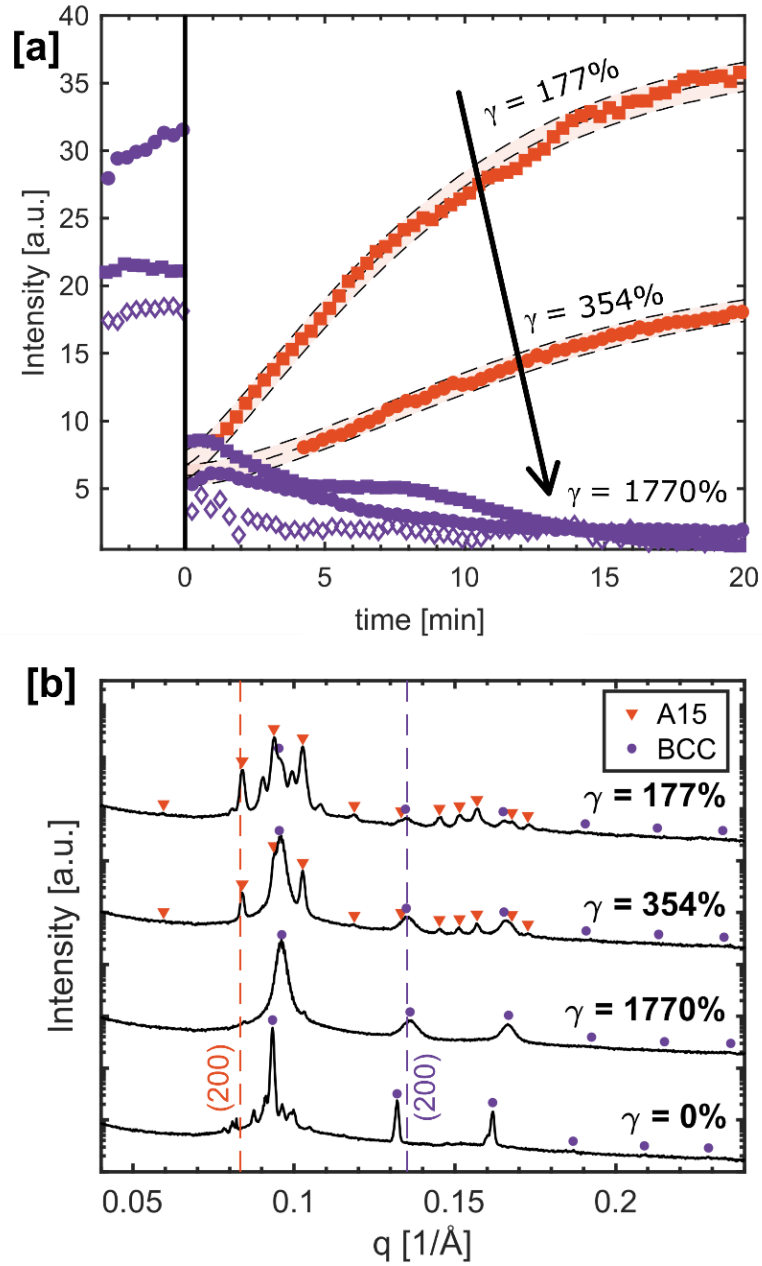 [a]
40
35
30
25
20
15
10
5
Intensity [a.u.]
γ = 177%
γ = 354%
γ = 1770%
0
5
10
15
20
time [min]
[b]
A15
BCC
γ = 177%
γ = 354%
γ = 1770%
γ = 0%
(200)
(200)
Intensity [a.u.]
0.05
0.1
0.15
0.2
q [1/Å]